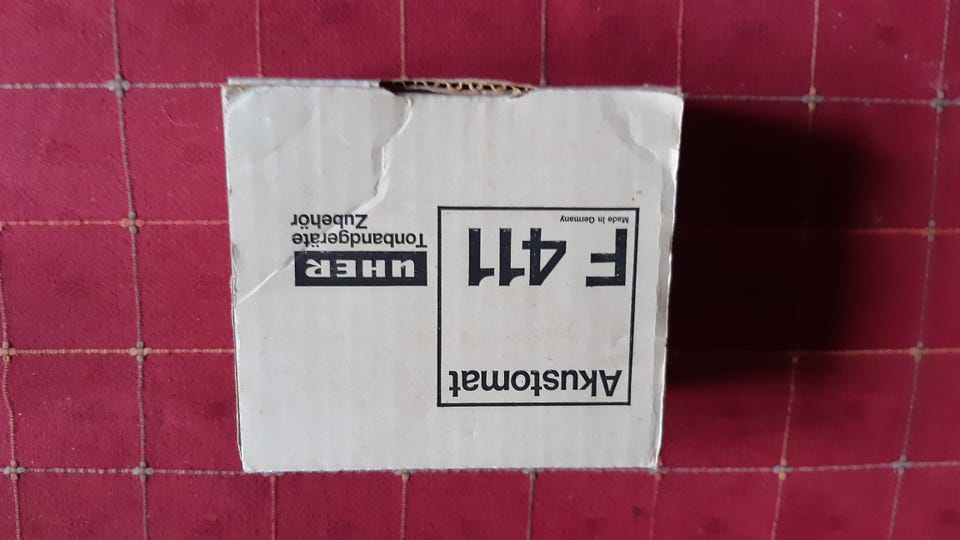 Akustomat
F 411
Made in Germany
UHER
Tonbandgeräte
Zubehör